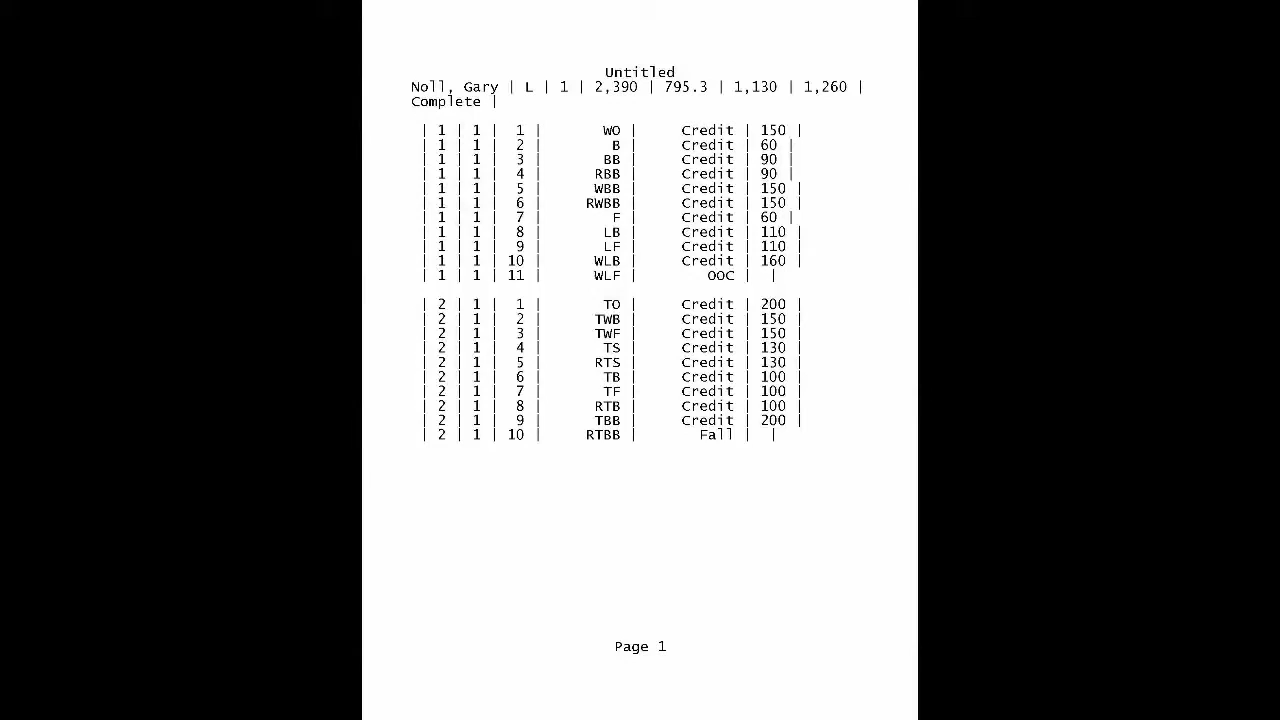 Untitled
Noll, Gary | L | 1 | 2,390 | 795.3 | 1,130 | 1,260 |
Complete |
| 1 | 1 | 1 | WO | Credit | 150 |
| 1 | 1 | 2 | B | Credit | 60 |
| 1 | 1 | 3 | BB | Credit | 90 |
| 1 | 1 | 4 | RBB | Credit | 90 |
| 1 | 1 | 5 | WBB | Credit | 150 |
| 1 | 1 | 6 | RWBB | Credit | 150 |
| 1 | 1 | 7 | F | Credit | 60 |
| 1 | 1 | 8 | LB | Credit | 110 |
| 1 | 1 | 9 | LF | Credit | 110 |
| 1 | 1 | 10 | WLB | Credit | 160 |
| 1 | 1 | 11 | WLF | OOC | |
| 2 | 1 | 1 | TO | Credit | 200 |
| 2 | 1 | 2 | TWB | Credit | 150 |
| 2 | 1 | 3 | TWF | Credit | 150 |
| 2 | 1 | 4 | TS | Credit | 130 |
| 2 | 1 | 5 | RTS | Credit | 130 |
| 2 | 1 | 6 | TB | Credit | 100 |
| 2 | 1 | 7 | TF | Credit | 100 |
| 2 | 1 | 8 | RTB | Credit | 100 |
| 2 | 1 | 9 | TBB | Credit | 200 |
| 2 | 1 | 10 | RTBB | Fall | |
Page 1